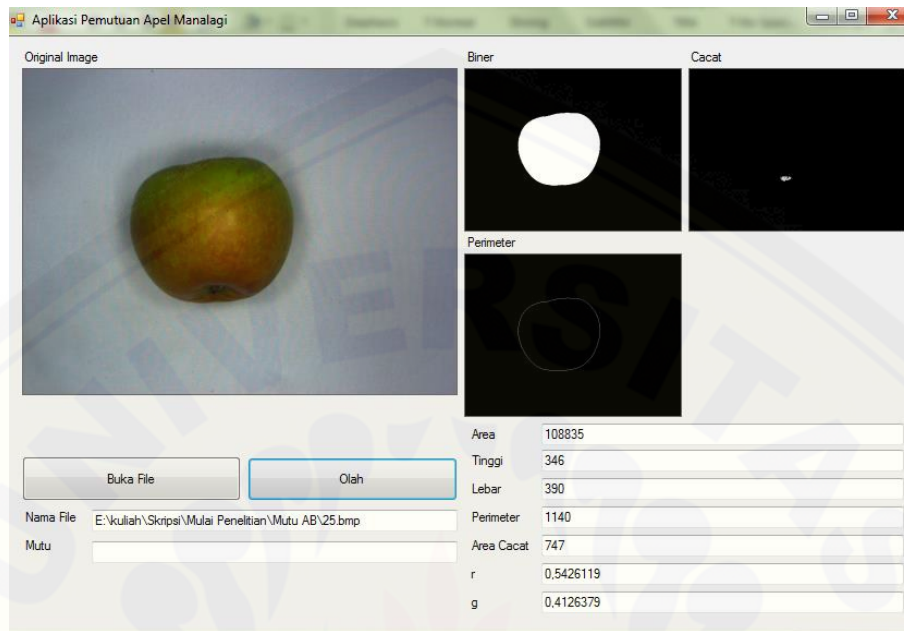 Aplikasi Pemutuan Apel Manalagi
Original Image
Biner
Cacat
Perimeter
Buka File
Olah
Nama File E:\kuliah\Skripsi\Mulai Penelitian\Mutu AB\25.bmp
Mutu
Area 108835
Tinggi 346
Lebar 390
Perimeter 1140
Area Cacat 747
r 0,5426119
g 0,4126379
UNIVERSITAS